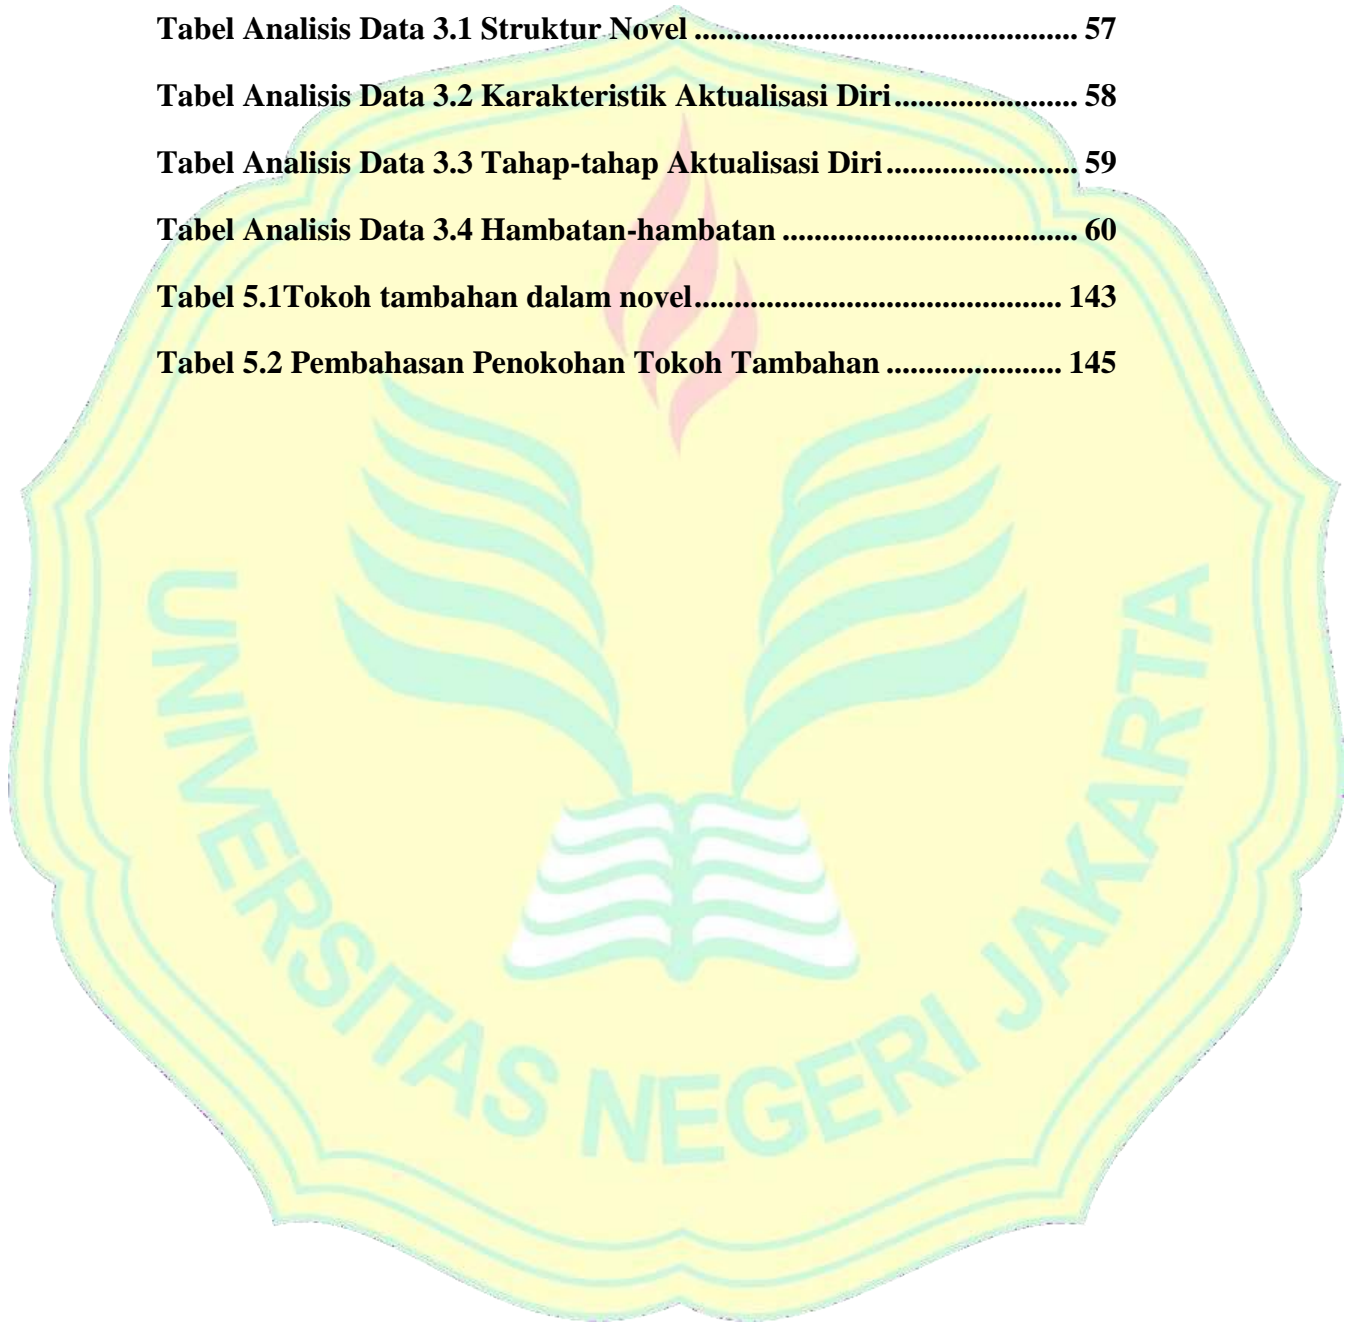 Tabel Analisis Data 3.1 Struktur Novel ............................................... 57
Tabel Analisis Data 3.2 Karakteristik Aktualisasi Diri....................... 58
Tabel Analisis Data 3.3 Tahap-tahap Aktualisasi Diri........................ 59
Tabel Analisis Data 3.4 Hambatan-hambatan .................................... 60
Tabel 5.1Tokoh tambahan dalam novel............................................. 143
Tabel 5.2 Pembahasan Penokohan Tokoh Tambahan ...................... 145
UNIVERSITAS NEGERI JAKARTA